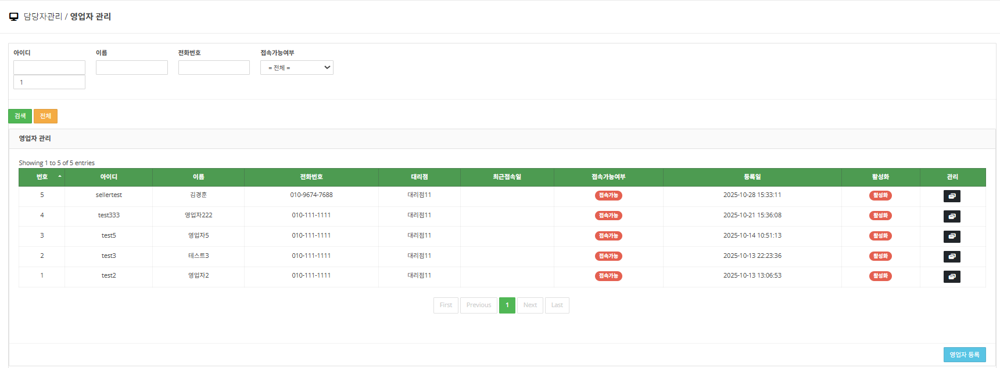 담당자관리 / 영업자 관리
아이디 이름 전화번호 접속가능여부
= 전체 =
1
검색 전체
영업자 관리
Showing 1 to 5 of 5 entries
번호 아이디 이름 전화번호 대리점 최근접속일 접속가능여부 등록일 활성화 관리
5 sellertest 김경훈 010-9674-7688 대리점11 접속가능 2025-10-28 15:33:11 활성화
4 test333 영업자222 010-111-1111 대리점11 접속가능 2025-10-21 15:36:08 활성화
3 test5 영업자5 010-111-1111 대리점11 접속가능 2025-10-14 10:51:13 활성화
2 test3 테스트3 010-111-1111 대리점11 접속가능 2025-10-13 22:23:36 활성화
1 test2 영업자2 010-111-1111 대리점11 접속가능 2025-10-13 13:06:53 활성화
First Previous 1 Next Last
영업자 등록